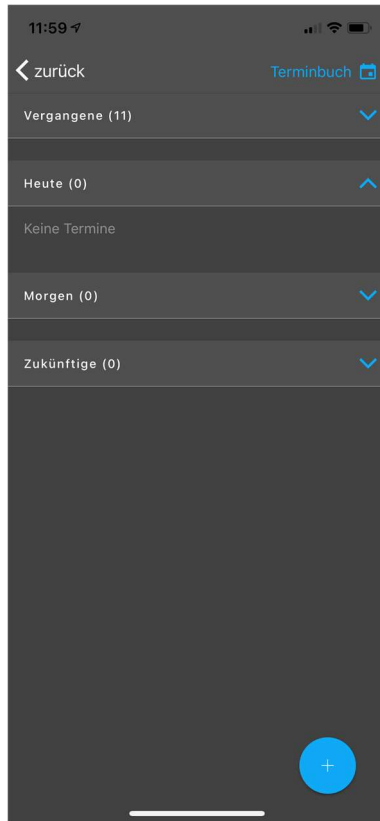 11:59
zurück
Terminbuch
Vergangene (11)
Heute (0)
Keine Termine
Morgen (0)
Zukünftige (0)
+